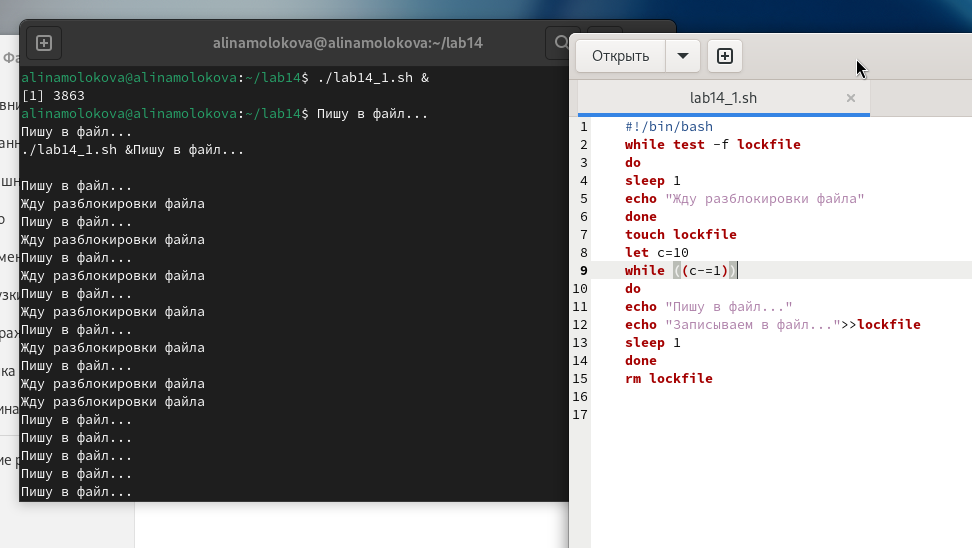 alinamolokova@alinamolokova:~/lab14
alinamolokova@alinamolokova:~/lab14$ ./lab14_1.sh &
[1] 3863
alinamolokova@alinamolokova:~/lab14$ Пишу в файл...
Пишу в файл...
./lab14_1.sh &Пишу в файл...
Пишу в файл...
Жду разблокировки файла
Пишу в файл...
Жду разблокировки файла
Пишу в файл...
Жду разблокировки файла
Пишу в файл...
Жду разблокировки файла
Пишу в файл...
Жду разблокировки файла
Пишу в файл...
Жду разблокировки файла
Жду разблокировки файла
Пишу в файл...
Пишу в файл...
Пишу в файл...
Пишу в файл...
Пишу в файл...
Открыть
lab14_1.sh ×
1 #!/bin/bash
2 while test -f lockfile
3 do
4 sleep 1
5 echo "Жду разблокировки файла"
6 done
7 touch lockfile
8 let c=10
9 while ((c-=1))
10 do
11 echo "Пишу в файл..."
12 echo "Записываем в файл...">>lockfile
13 sleep 1
14 done
15 rm lockfile
16
17